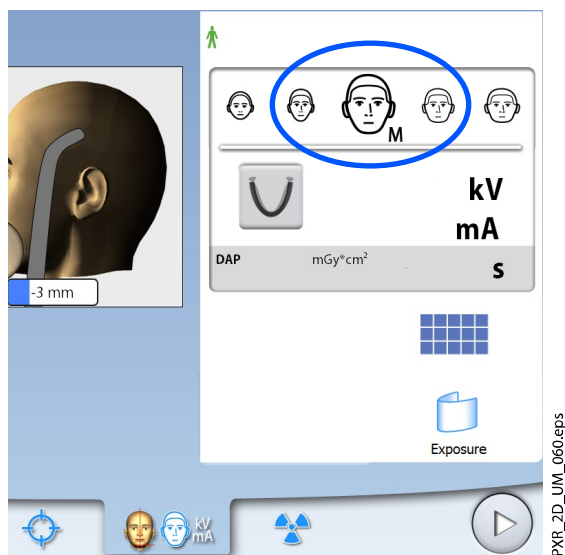 M
kV
mA
DAP mGy*cm²
s
-3 mm
Exposure
kV
mA
PXR_2D_UM_060.eps